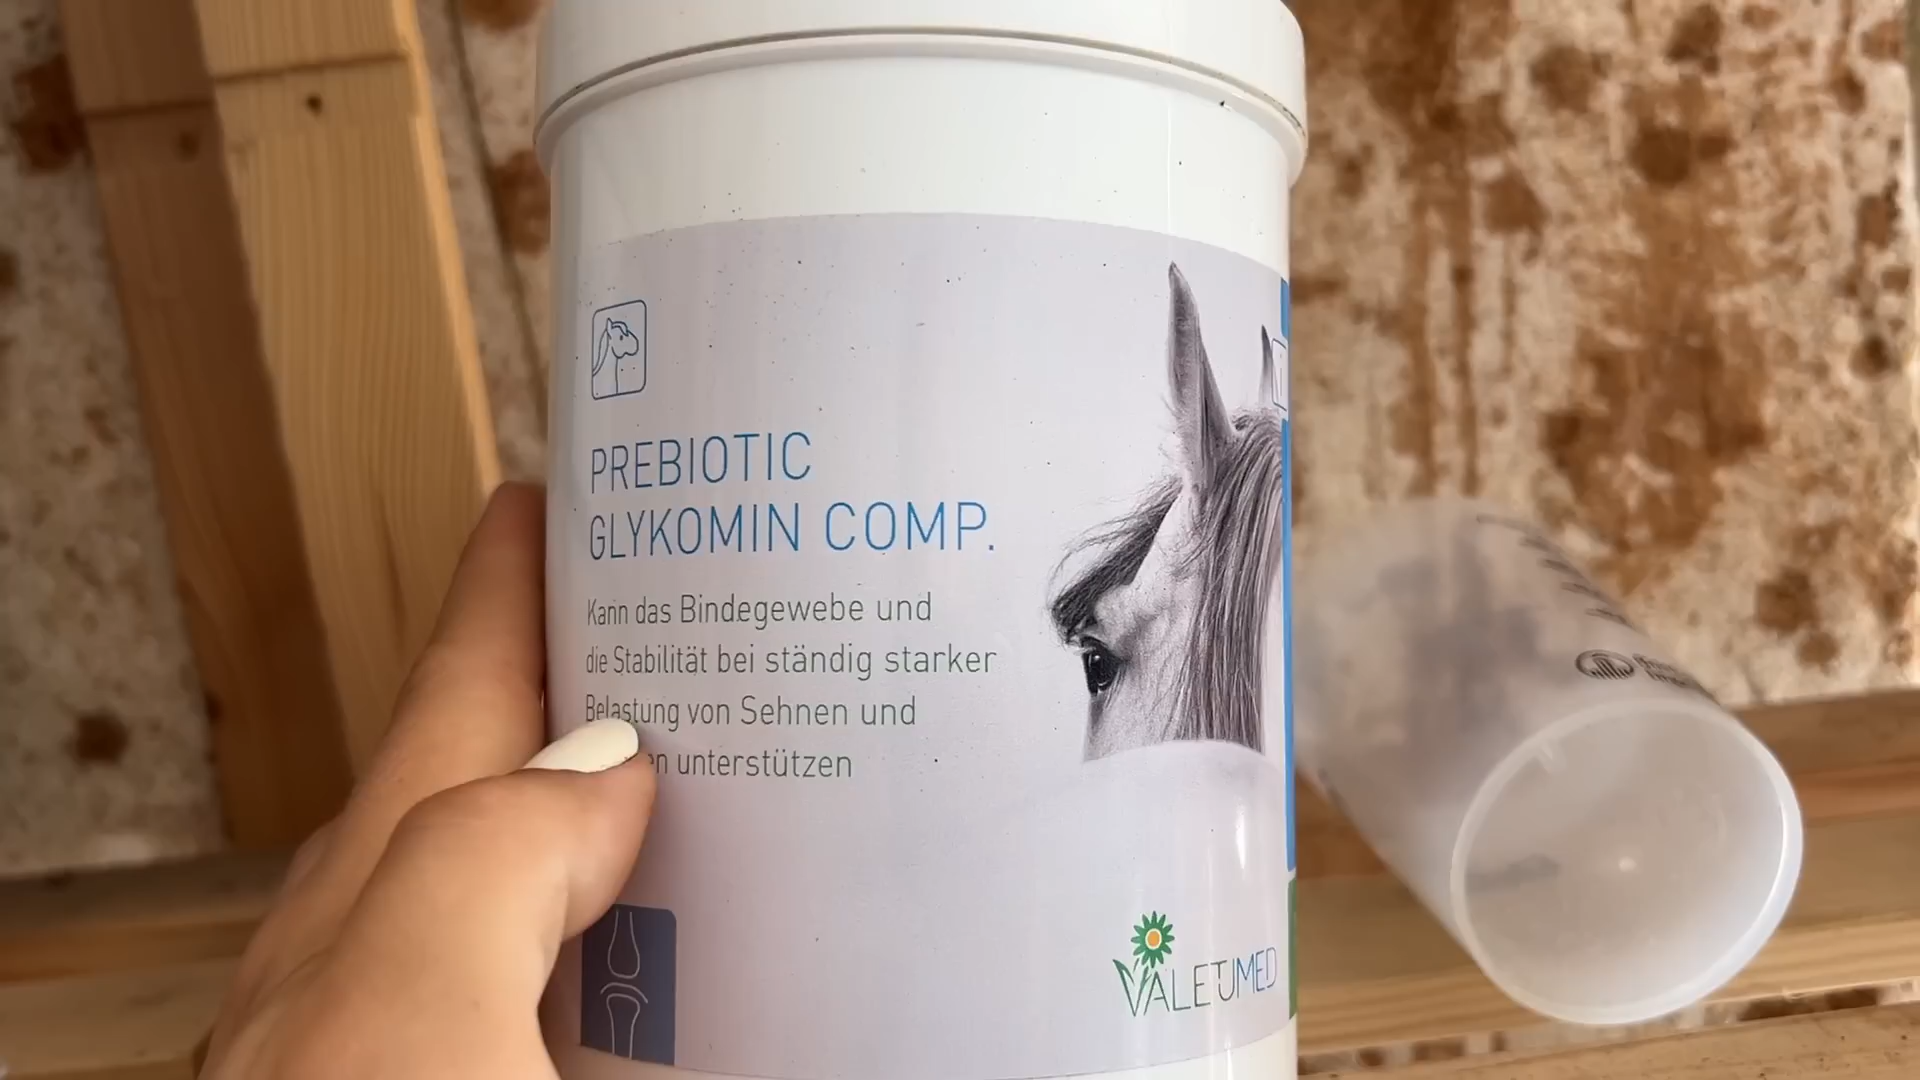 PREBIOTIC
GLYKOMIN COMP.
Kann das Bindegewebe und
die Stabilität bei ständig starker
Belastung von Sehnen und
unterstützen
VALETUMED